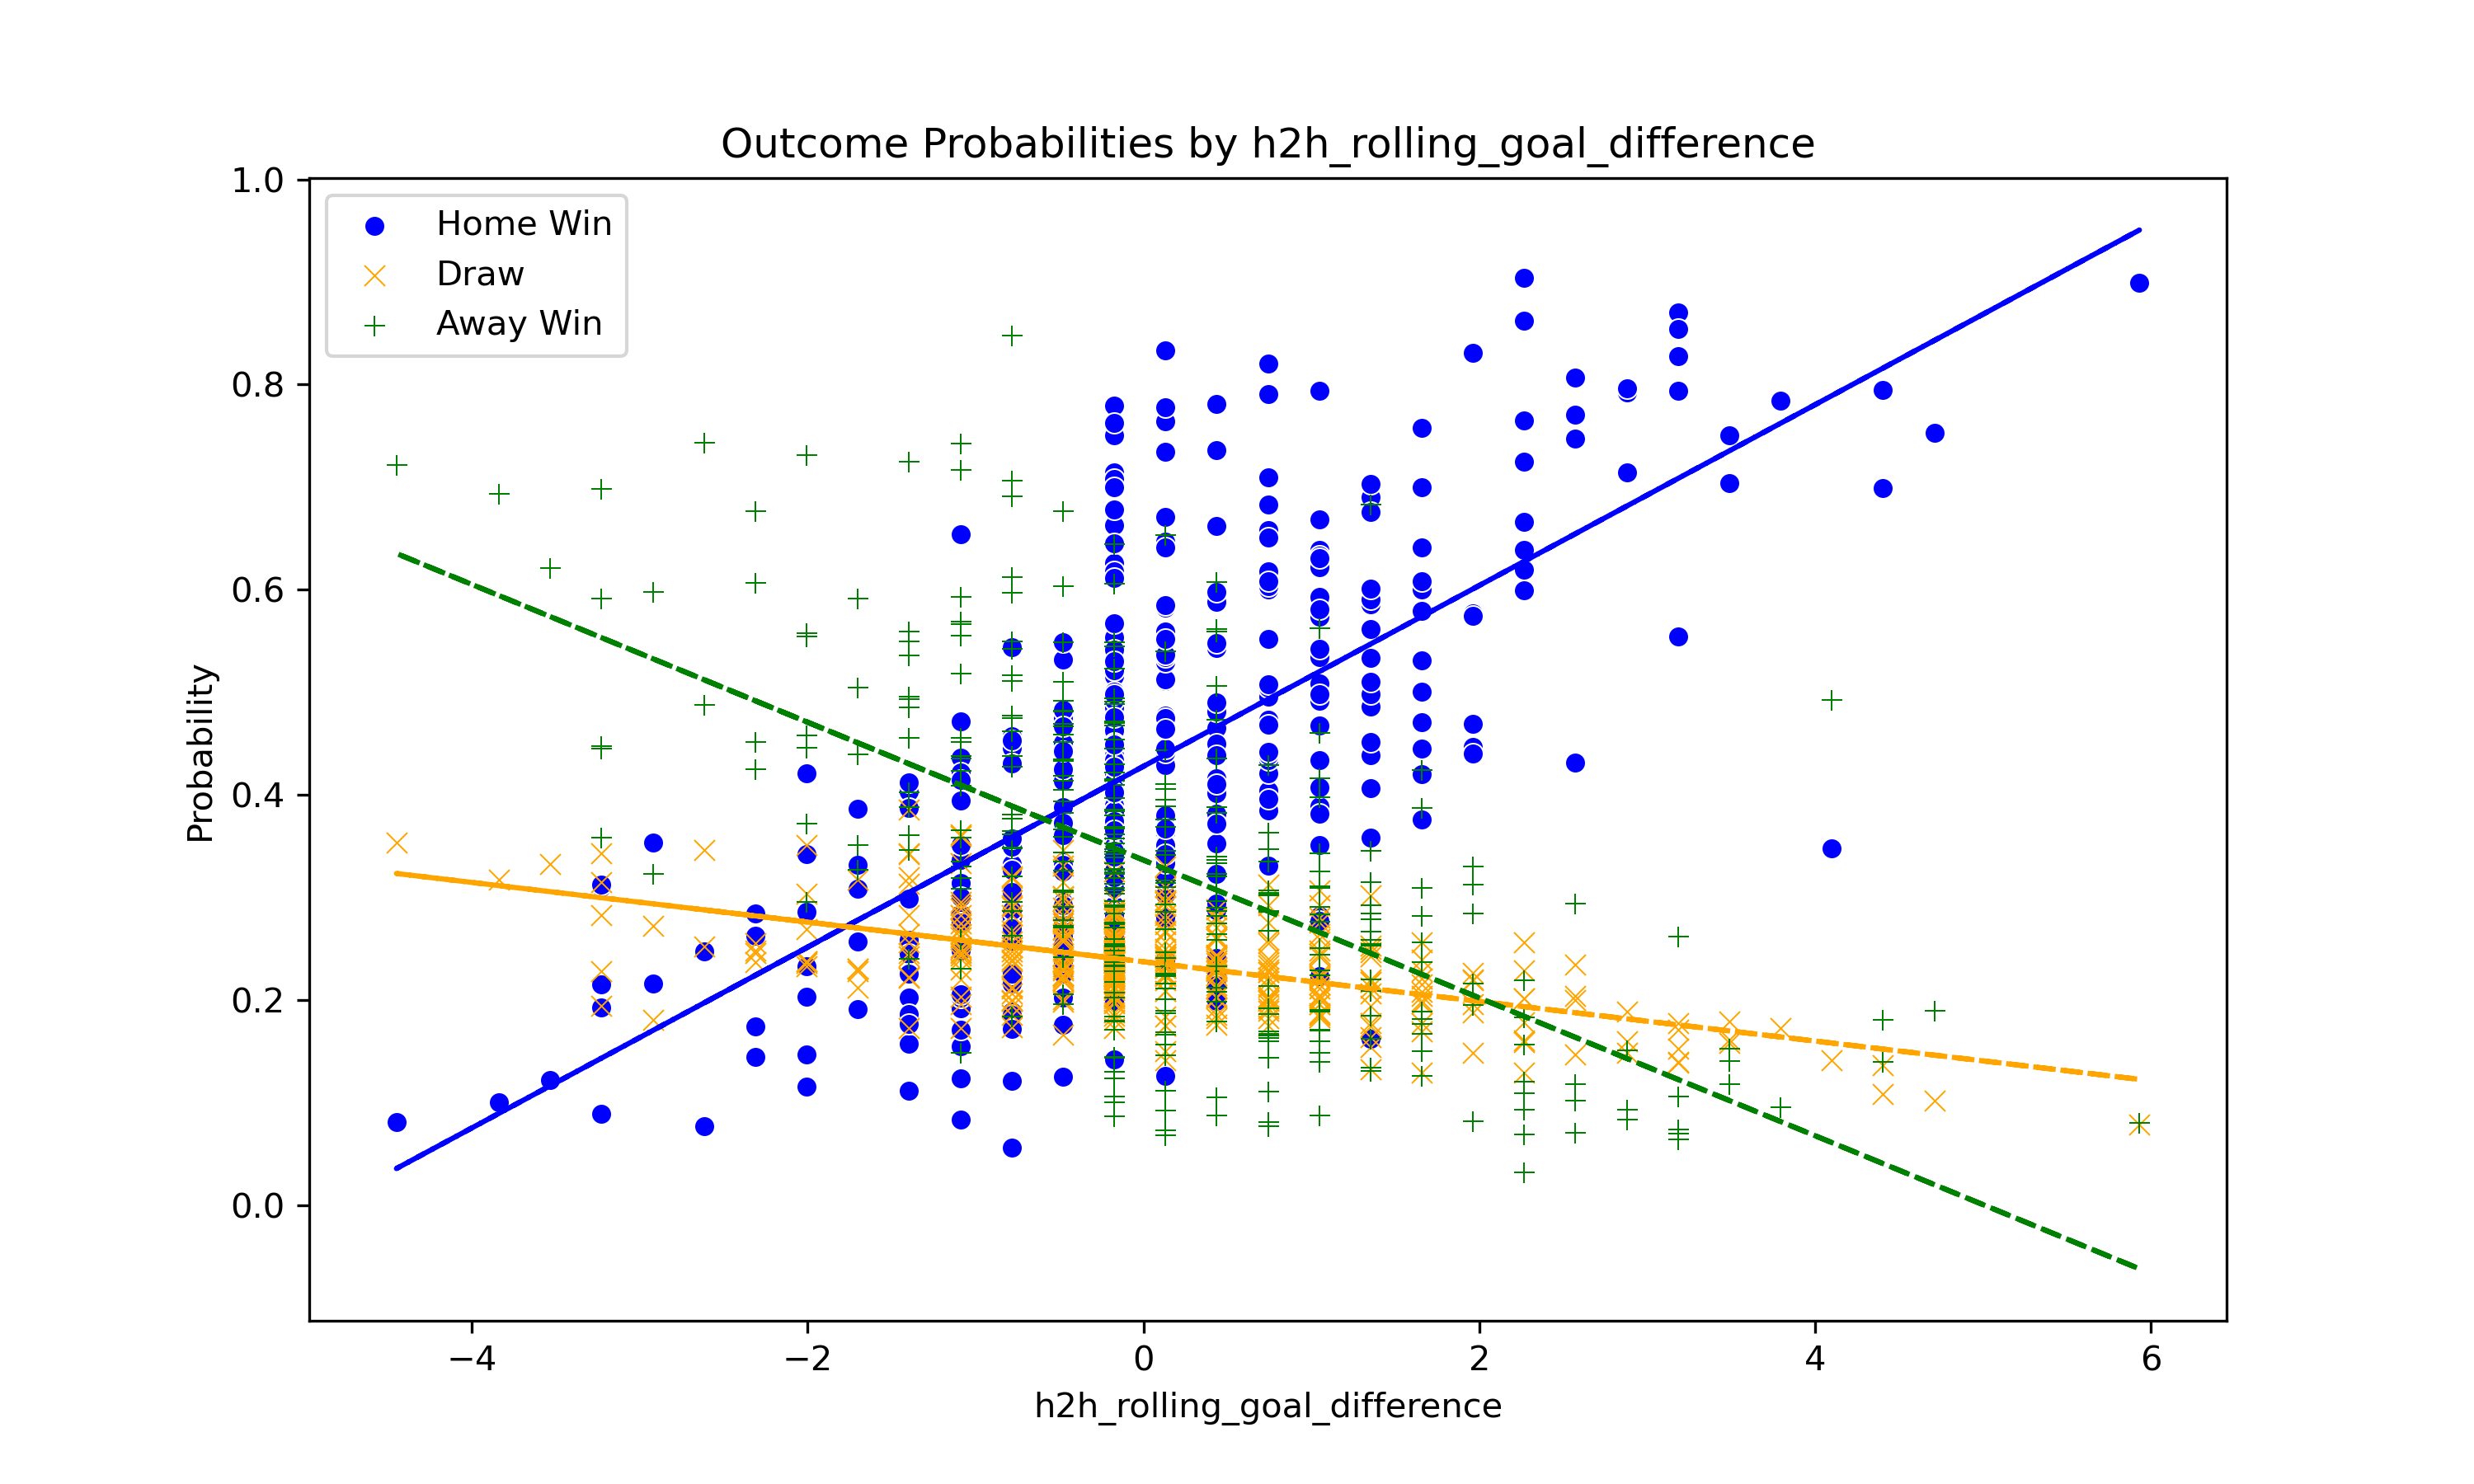 Outcome Probabilities by h2h_rolling_goal_difference
1.0
Home Win
Draw
Away Win
0.8
0.6
Probability
0.4
0.2
0.0
−4
−2
0
2
4
6
h2h_rolling_goal_difference